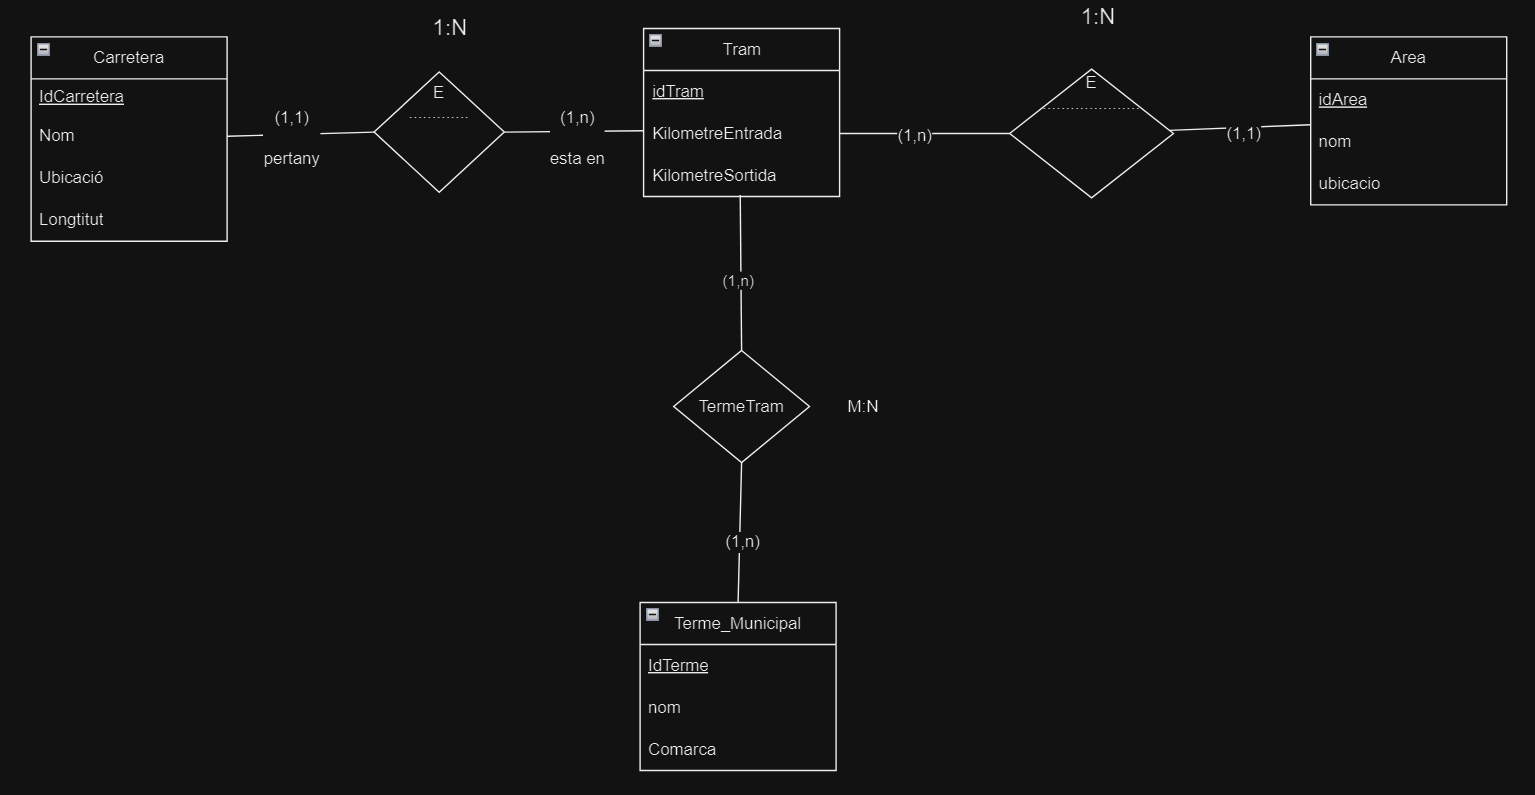 1:N
1:N
Carretera
IdCarretera
Nom
Ubicació
Longtitut
(1,1)
pertany
E
(1,n)
esta en
Tram
idTram
KilometreEntrada
KilometreSortida
(1,n)
E
(1,1)
Area
idArea
nom
ubicacio
(1,n)
TermeTram
M:N
(1,n)
Terme_Municipal
IdTerme
nom
Comarca